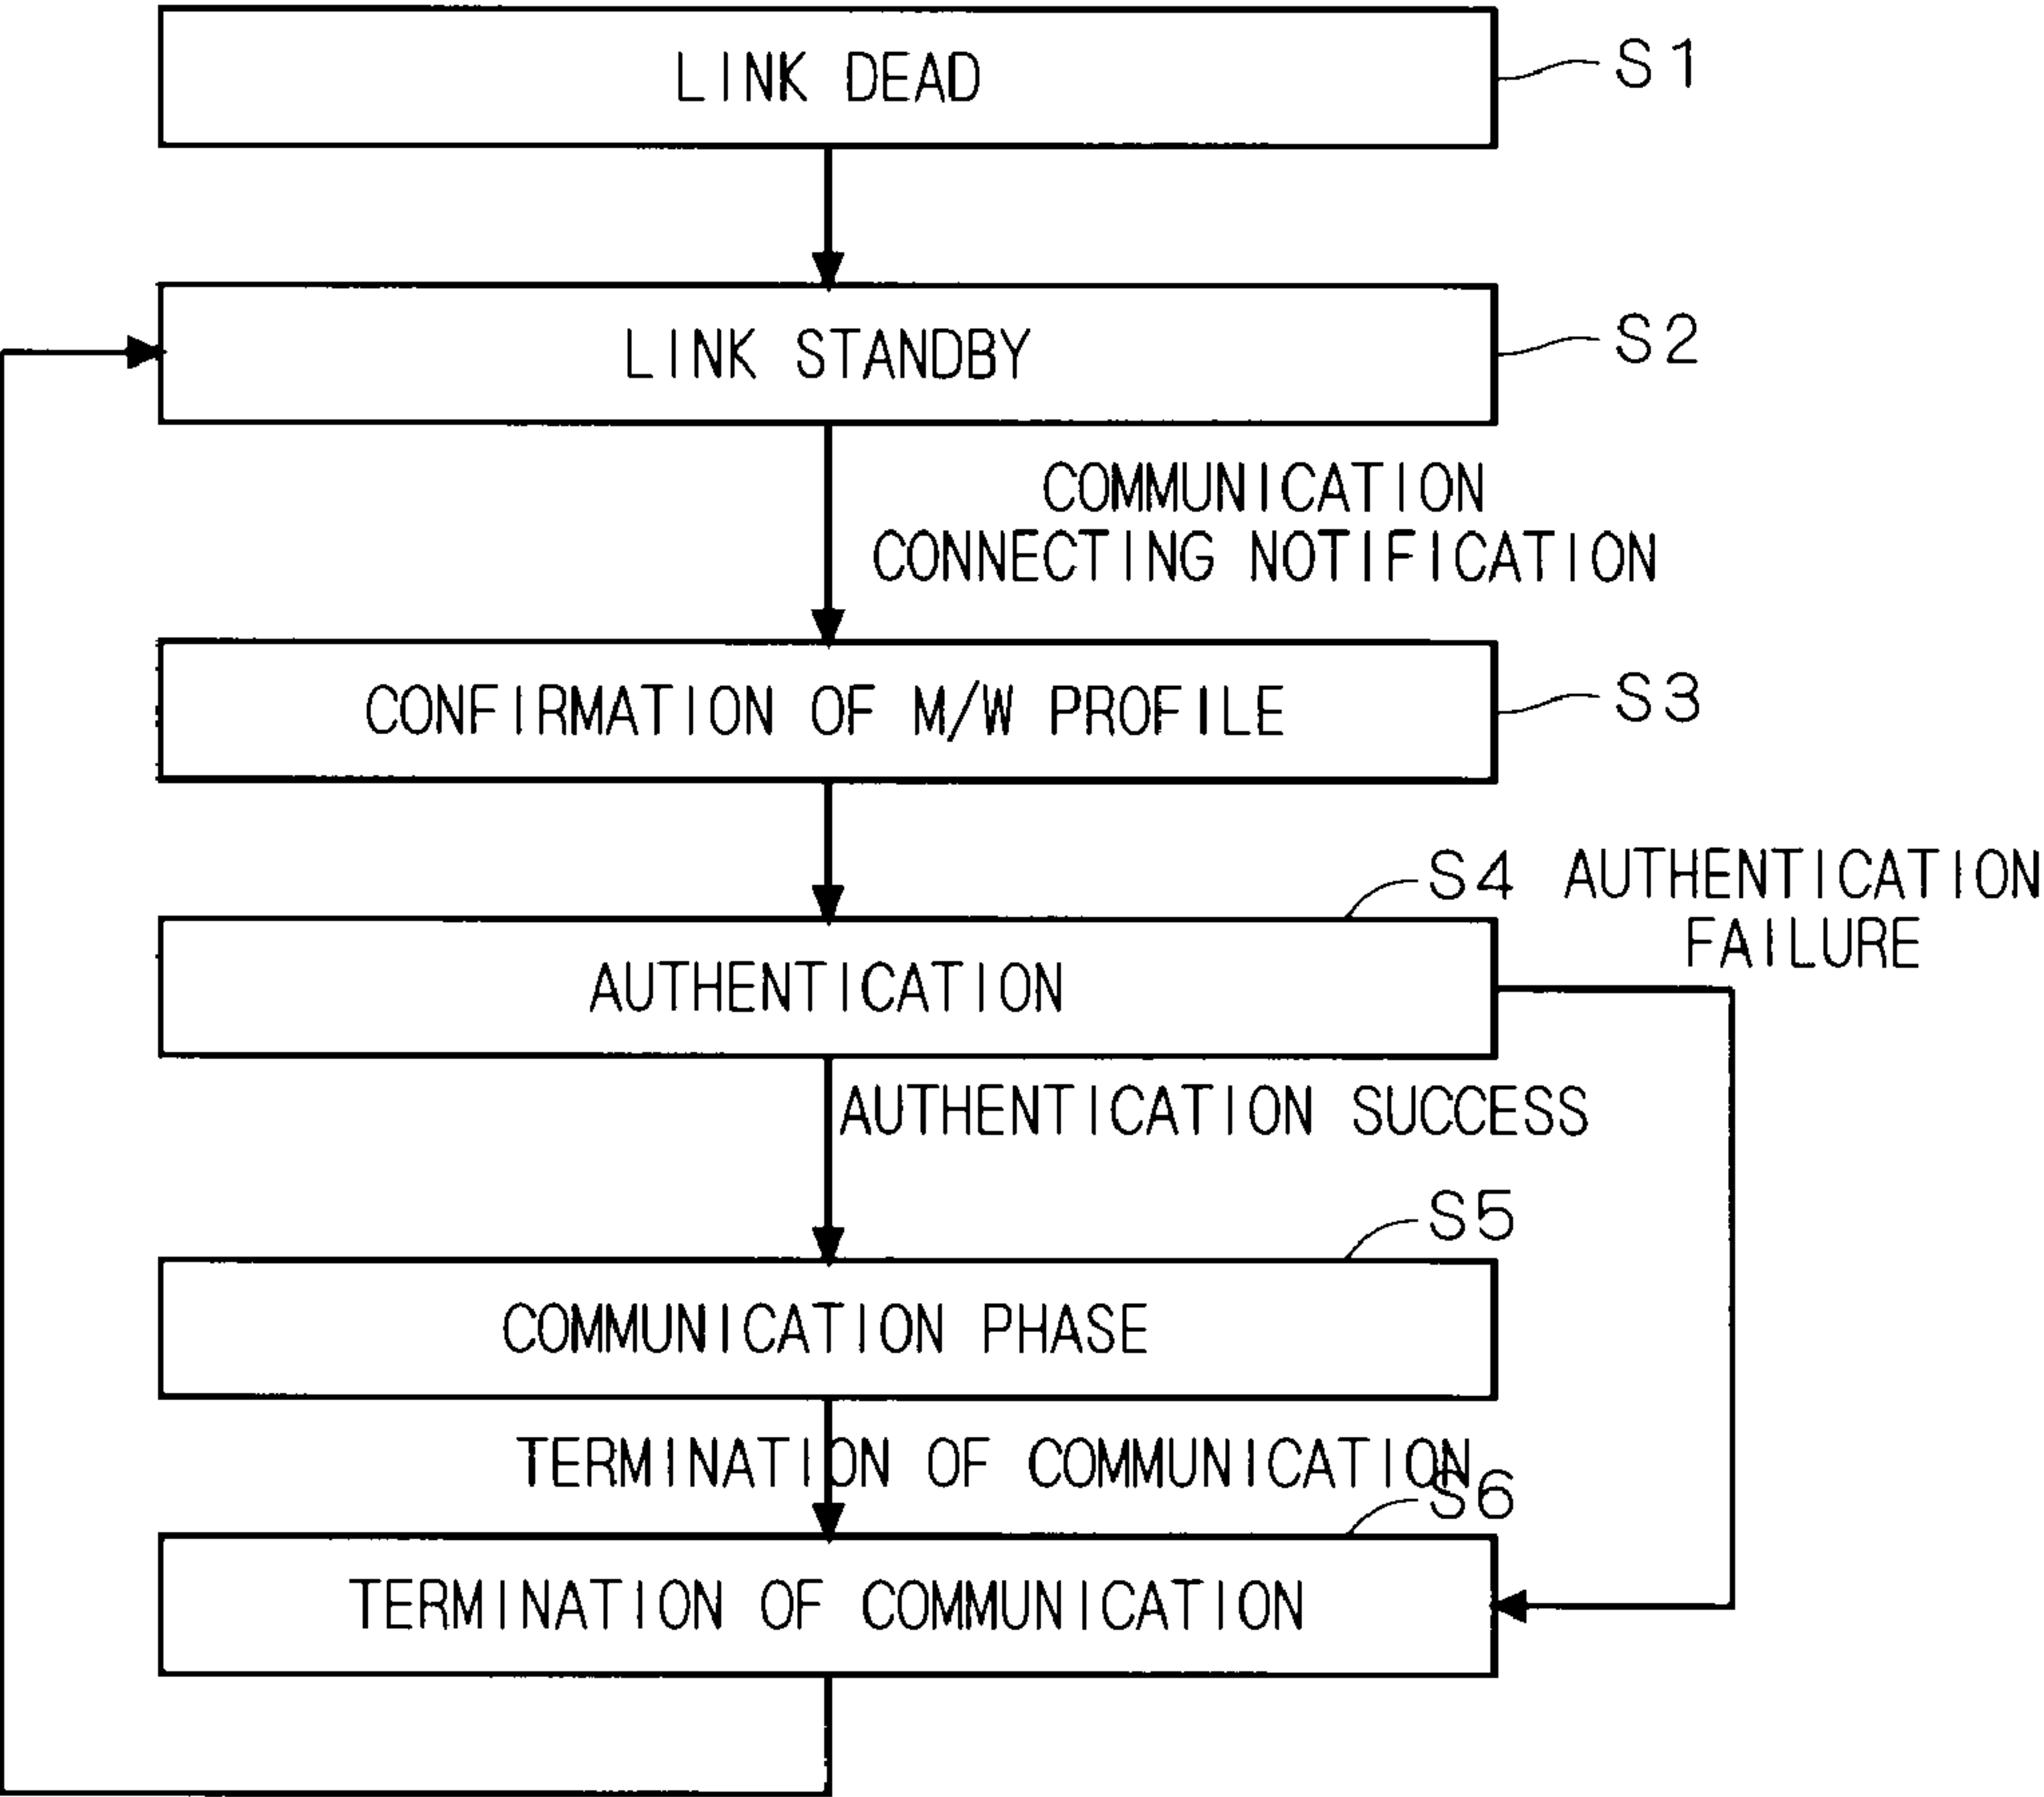 LINK DEAD
S1
LINK STANDBY
S2
COMMUNICATION
CONNECTING NOTIFICATION
CONFIRMATION OF M/W PROFILE
S3
S4
AUTHENTICATION
FAILURE
AUTHENTICATION
AUTHENTICATION SUCCESS
S5
COMMUNICATION PHASE
TERMINATION OF COMMUNICATION
S6
TERMINATION OF COMMUNICATION